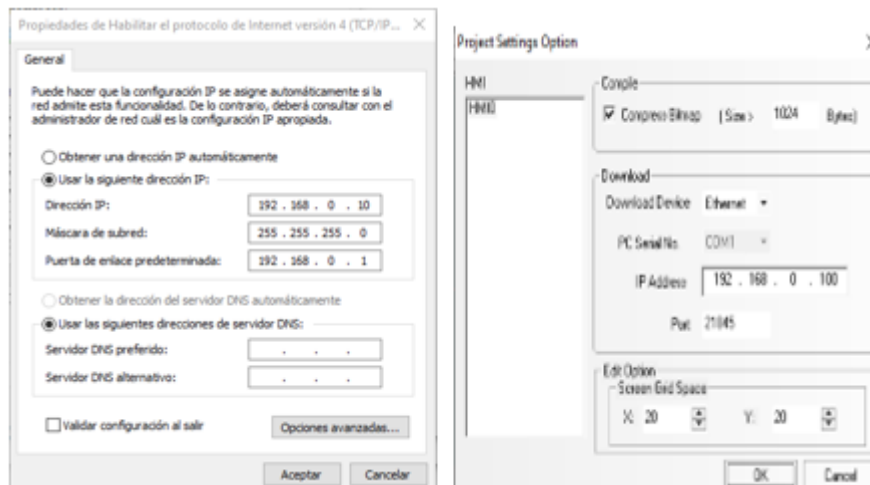 Propiedades de Habilitar el protocolo de Internet versión 4 (TCP/IP...
General
Puede hacer que la configuración IP se asigne automáticamente si la
red admite esta funcionalidad. De lo contrario, deberá consultar con el
administrador de red cuál es la configuración IP apropiada.
Obtener una dirección IP automáticamente
Usar la siguiente dirección IP:
Dirección IP: 192 . 168 . 0 . 10
Máscara de subred: 255 . 255 . 255 . 0
Puerta de enlace predeterminada: 192 . 168 . 0 . 1
Obtener la dirección del servidor DNS automáticamente
Usar las siguientes direcciones de servidor DNS:
Servidor DNS preferido: . . .
Servidor DNS alternativo: . . .
Validar configuración al salir
Opciones avanzadas...
Aceptar Cancelar
Project Settings Option
HMI
HMI0
Compile
Compress Bitmap ( Size > 1024 Bytes)
Download
Download Device Ethernet
PC Serial No. COM1
IP Address 192 . 168 . 0 . 100
Port 21845
Edit Option
Screen Grid Space
X: 20 Y: 20
OK Cancel